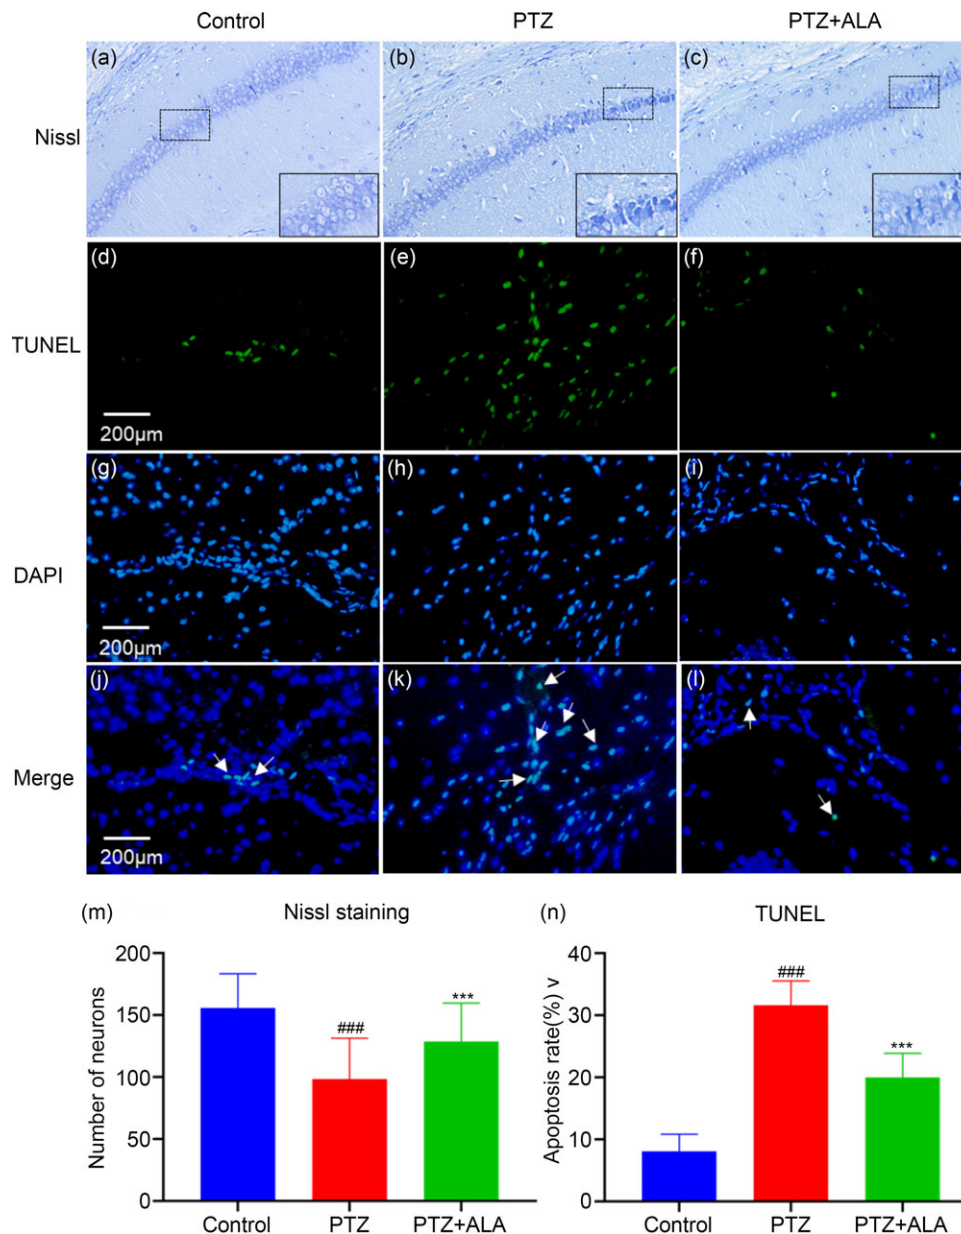 Control PTZ PTZ+ALA
Nissl
(a) (b) (c)
TUNEL
(d) (e) (f)
200μm
DAPI
(g) (h) (i)
200μm
Merge
(j) (k) (l)
200μm
(m) Nissl staining
Number of neurons
200
150
100
50
0
###
***
Control PTZ PTZ+ALA
(n) TUNEL
Apoptosis rate(%) v
40
30
20
10
0
###
***
Control PTZ PTZ+ALA